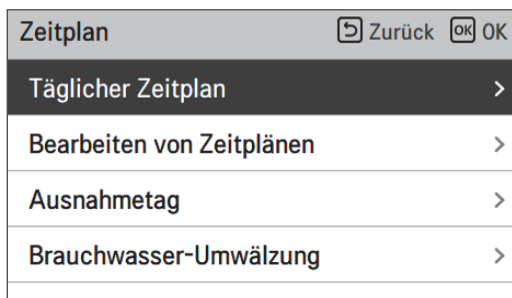 Zeitplan Zurück OK OK
Täglicher Zeitplan
Bearbeiten von Zeitplänen
Ausnahmetag
Brauchwasser-Umwälzung